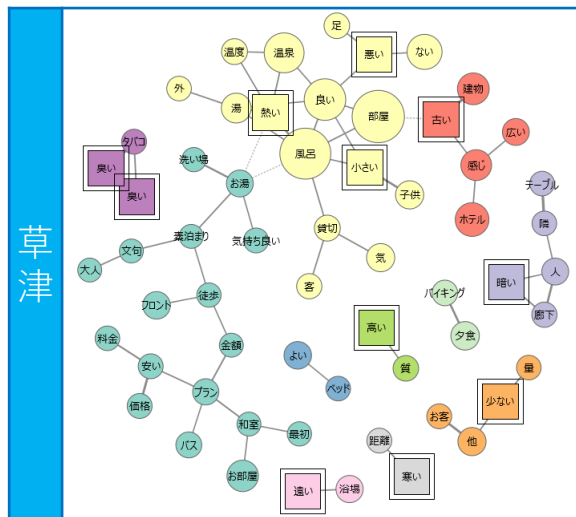 草津
足
悪い
ない
温度
温泉
外
湯
熱い
良い
部屋
古い
建物
広い
感じ
ホテル
タバコ
臭い
臭い
洗い場
お湯
風呂
小さい
子供
気持ち良い
貸切
気
客
素泊まり
文句
大人
フロント
徒歩
金額
料金
安い
価格
プラン
バス
和室
最初
お部屋
テーブル
隣
人
暗い
廊下
バイキング
夕食
高い
質
よい
ベッド
量
少ない
お客
他
距離
寒い
遠い
浴場